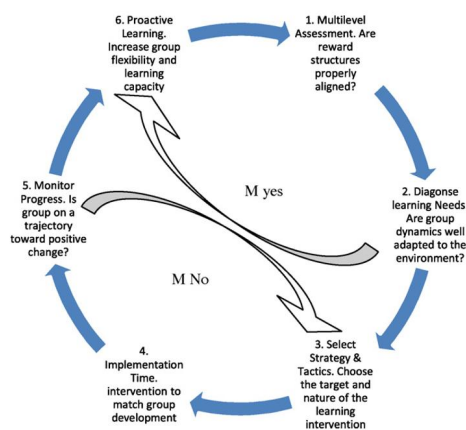 6. Proactive
Learning.
Increase group
flexibility and
learning
capacity
1. Multilevel
Assessment. Are
reward
structures
properly
aligned?
5. Monitor
Progress. Is
group on a
trajectory
toward positive
change?
M yes
2. Diagonse
learning Needs
Are group
dynamics well
adapted to the
environment?
M No
4.
Implementation
Time.
intervention to
match group
development
3. Select
Strategy &
Tactics. Choose
the target and
nature of the
learning
intervention